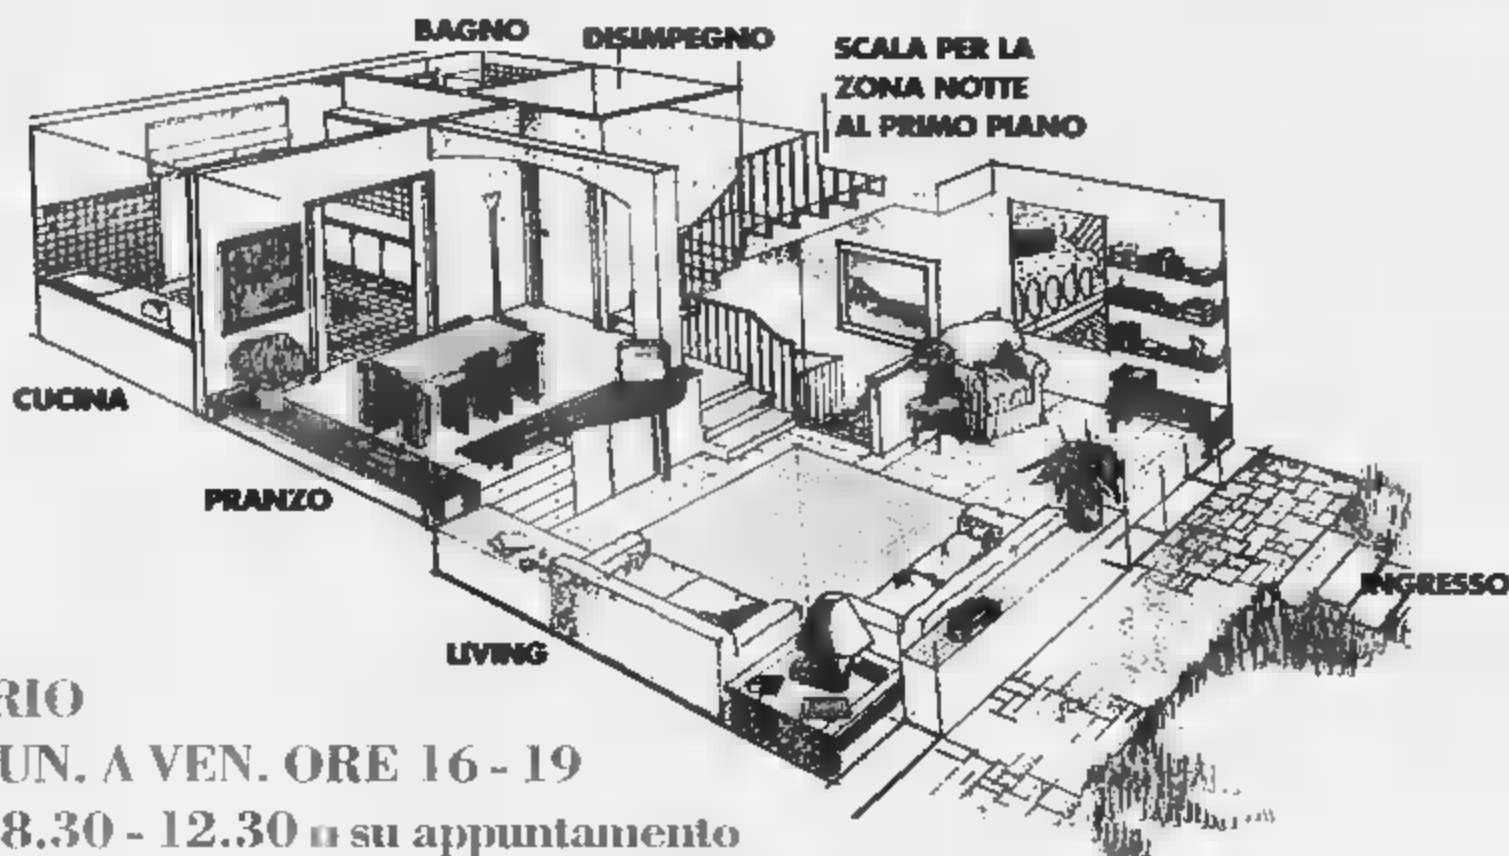 BAGNO
DISIMPEGNO
SCALA PER LA
ZONA NOTTE
AL PRIMO PIANO
CUCINA
PRANZO
LIVING
INGRESSO
RIO
UN. A VEN. ORE 16 - 19
8.30 - 12.30 o su appuntamento